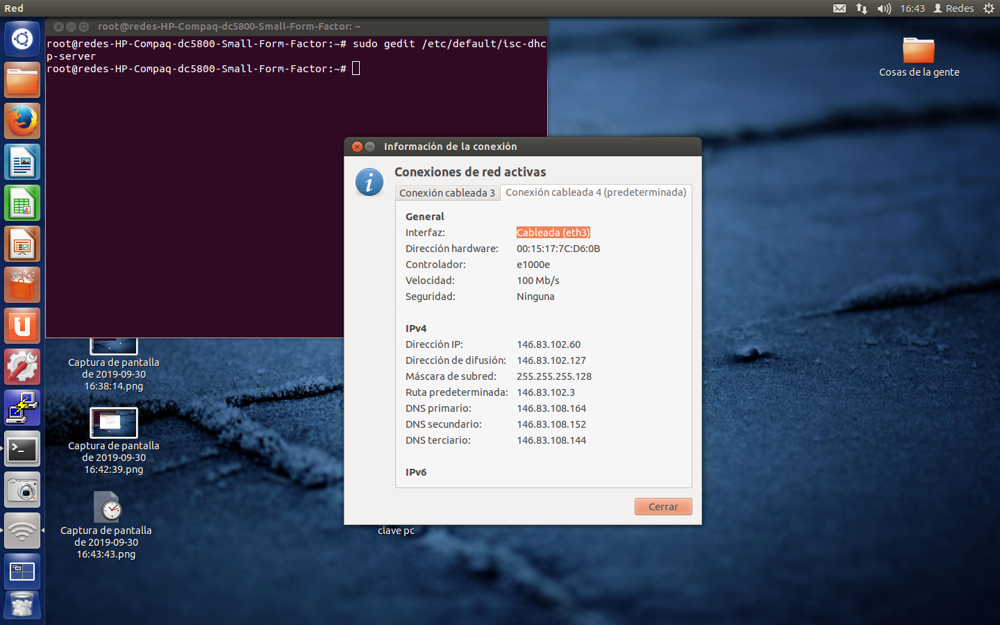 Red
16:43 Redes
root@redes-HP-Compaq-dc5800-Small-Form-Factor: ~
root@redes-HP-Compaq-dc5800-Small-Form-Factor:~# sudo gedit /etc/default/isc-dhc
p-server
root@redes-HP-Compaq-dc5800-Small-Form-Factor:~#
Cosas de la gente
Información de la conexión
Conexiones de red activas
Conexión cableada 3
Conexión cableada 4 (predeterminada)
General
Interfaz: Cableada (eth3)
Dirección hardware: 00:15:17:7C:D6:0B
Controlador: e1000e
Velocidad: 100 Mb/s
Seguridad: Ninguna
IPv4
Dirección IP: 146.83.102.60
Dirección de difusión: 146.83.102.127
Máscara de subred: 255.255.255.128
Ruta predeterminada: 146.83.102.3
DNS primario: 146.83.108.164
DNS secundario: 146.83.108.152
DNS terciario: 146.83.108.144
IPv6
Cerrar
Captura de pantalla
de 2019-09-30
16:38:14.png
Captura de pantalla
de 2019-09-30
16:42:39.png
Captura de pantalla
de 2019-09-30
16:43:43.png
clave pc